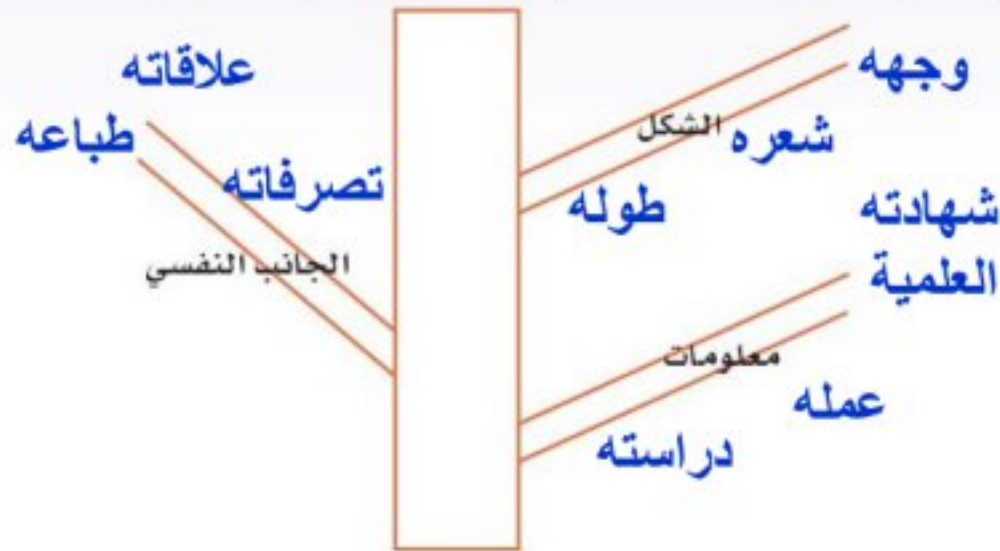 وجهه
الشكل
شعره
طوله
شهادته
العلمية
معلومات
عمله
دراسته
علاقاته
طباعه
تصرفاته
الجانب النفسي